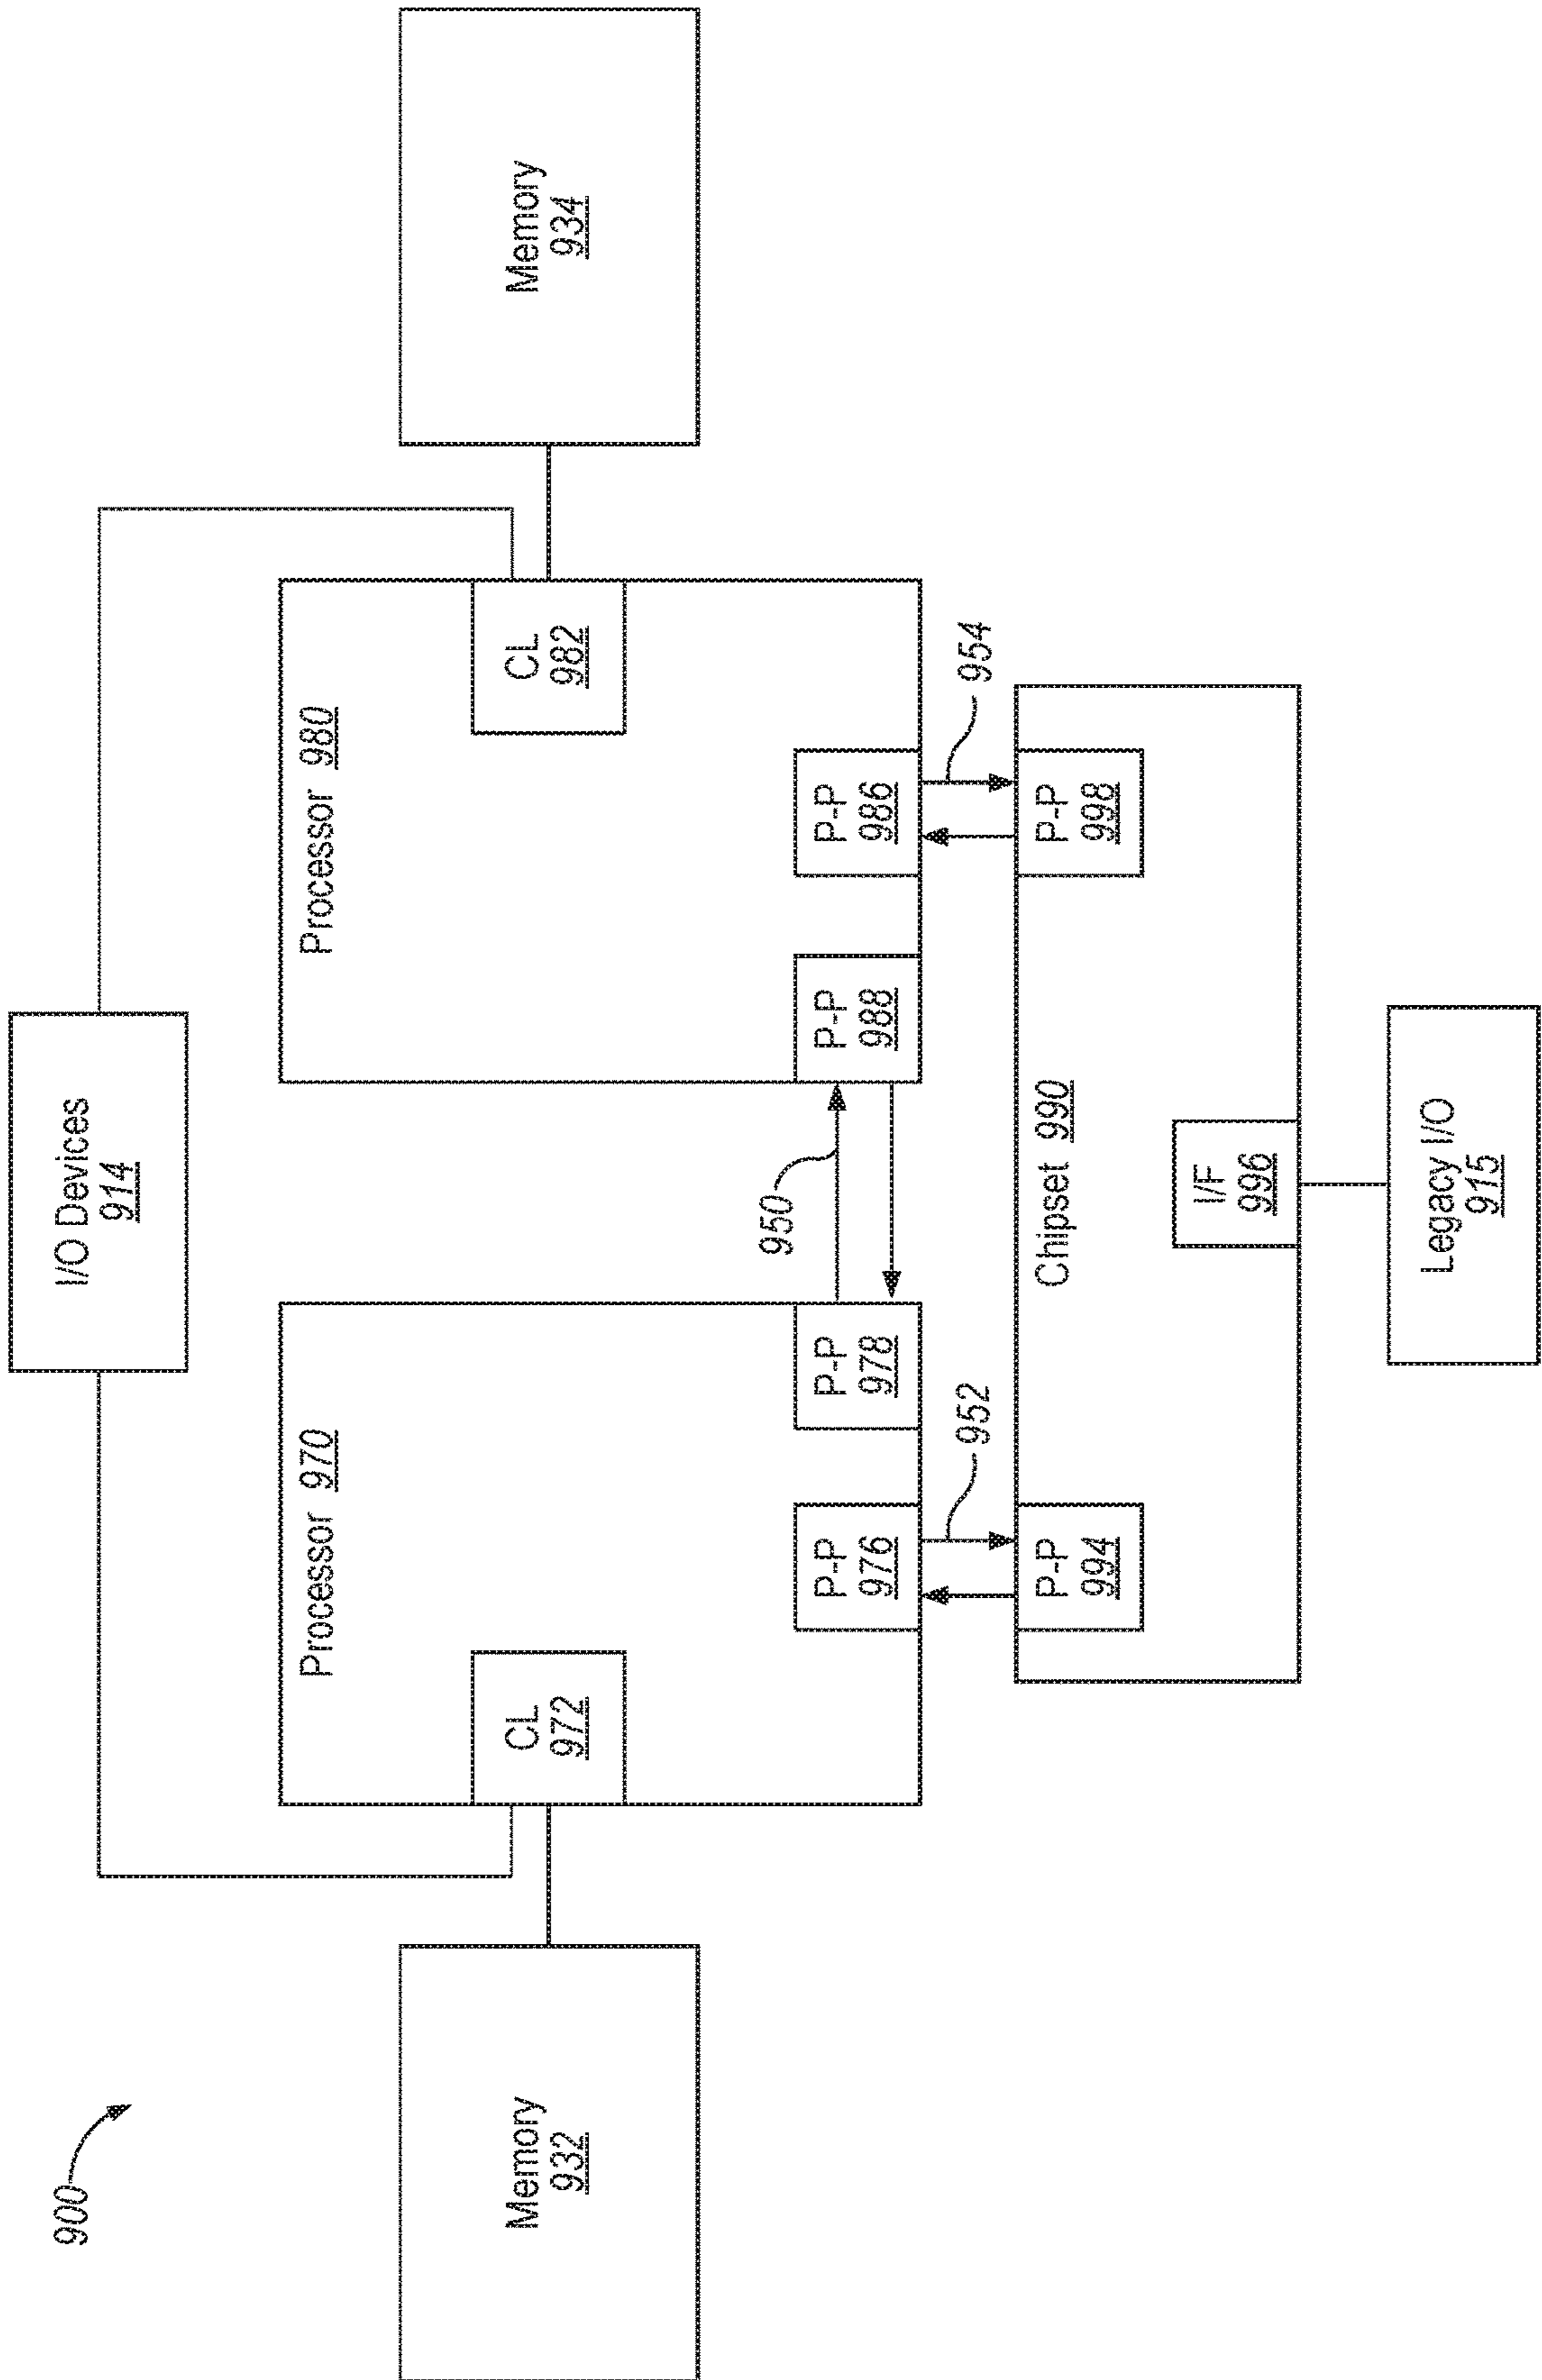 900
I/O Devices
914
Memory
932
Processor 970
CL
972
P-P
976
P-P
978
950
Processor 980
CL
982
P-P
988
P-P
986
Memory
934
952
954
P-P
994
Chipset 990
P-P
998
I/F
996
Legacy I/O
915